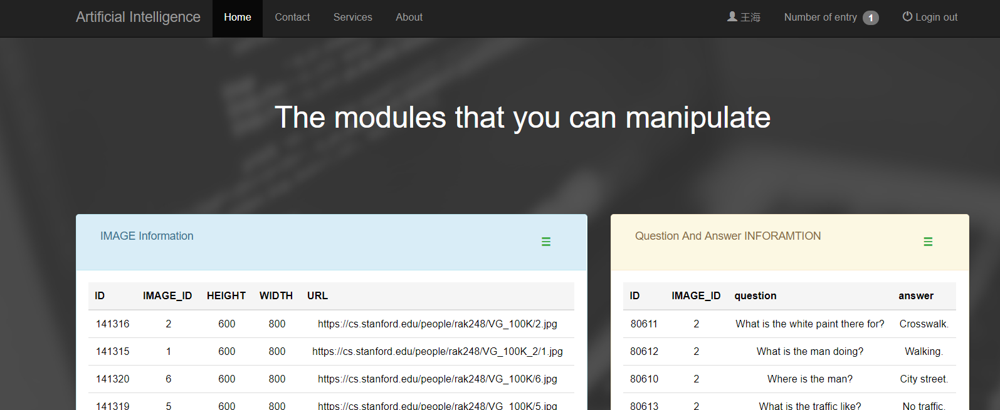 Artificial Intelligence Home Contact Services About 王海 Number of entry 1 Login out
The modules that you can manipulate
IMAGE Information
ID IMAGE_ID HEIGHT WIDTH URL
141316 2 600 800 https://cs.stanford.edu/people/rak248/VG_100K/2.jpg
141315 1 600 800 https://cs.stanford.edu/people/rak248/VG_100K_2/1.jpg
141320 6 600 800 https://cs.stanford.edu/people/rak248/VG_100K/6.jpg
141319 5 600 800 https://cs.stanford.edu/people/rak248/VG_100K/5.jpg
Question And Answer INFORAMTION
ID IMAGE_ID question answer
80611 2 What is the white paint there for? Crosswalk.
80612 2 What is the man doing? Walking.
80610 2 Where is the man? City street.
80613 2 What is the traffic like? No traffic.